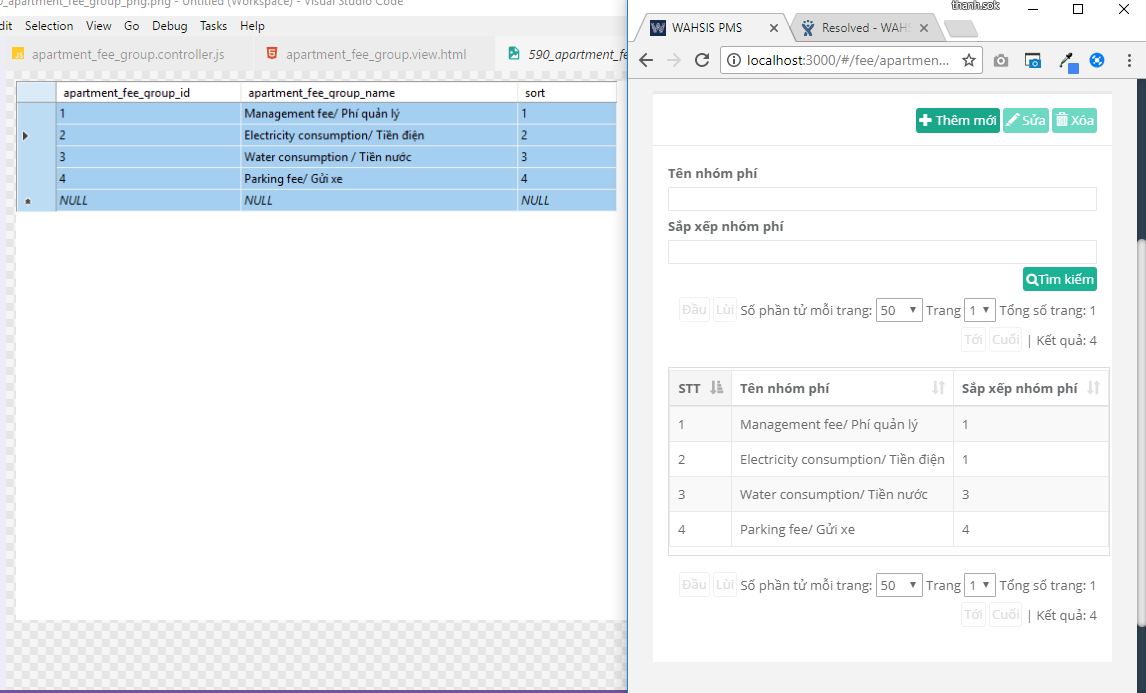 0_apartment_fee_group_png.png - Untitled (Workspace) - Visual Studio Code
dit Selection View Go Debug Tasks Help
apartment_fee_group.controller.js apartment_fee_group.view.html 590_apartment_fe
apartment_fee_group_id apartment_fee_group_name sort
1 Management fee/ Phí quản lý 1
2 Electricity consumption/ Tiền điện 2
3 Water consumption / Tiền nước 3
4 Parking fee/ Gửi xe 4
NULL NULL NULL
thanh.sok
WAHSIS PMS Resolved - WAHS
localhost:3000/#/fee/apartmen...
Thêm mới Sửa Xóa
Tên nhóm phí
Sắp xếp nhóm phí
Tìm kiếm
Đầu Lùi Số phần tử mỗi trang: 50 Trang 1 Tổng số trang: 1
Tới Cuối | Kết quả: 4
STT Tên nhóm phí Sắp xếp nhóm phí
1 Management fee/ Phí quản lý 1
2 Electricity consumption/ Tiền điện 1
3 Water consumption/ Tiền nước 3
4 Parking fee/ Gửi xe 4
Đầu Lùi Số phần tử mỗi trang: 50 Trang 1 Tổng số trang: 1
Tới Cuối | Kết quả: 4